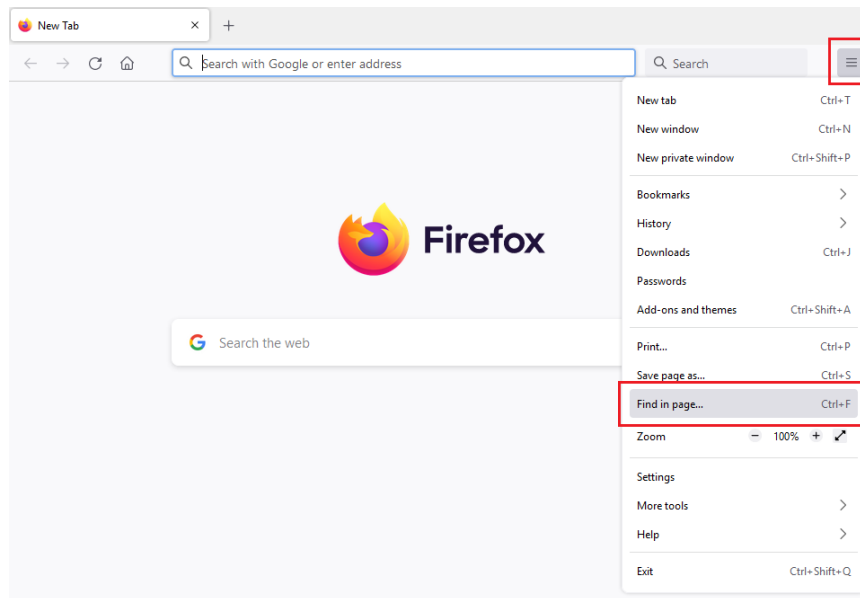 New Tab
Search with Google or enter address
Search
New tab Ctrl+T
New window Ctrl+N
New private window Ctrl+Shift+P
Bookmarks
History
Downloads Ctrl+J
Passwords
Add-ons and themes Ctrl+Shift+A
Firefox
Search the web
Print... Ctrl+P
Save page as... Ctrl+S
Find in page... Ctrl+F
Zoom − 100% +
Settings
More tools
Help
Exit Ctrl+Shift+Q